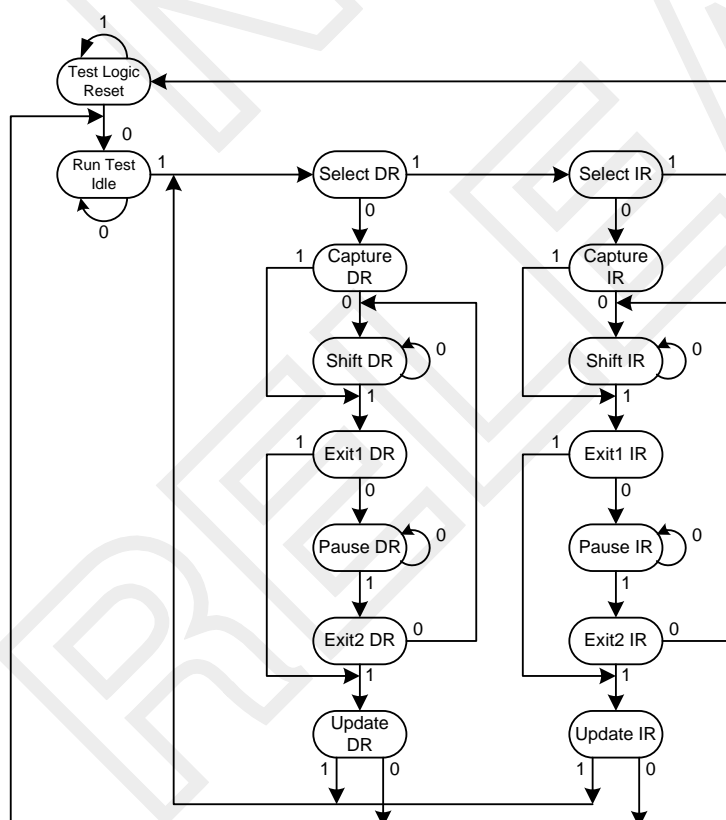 1
Test Logic
Reset
0
Run Test
Idle
1
0
Select DR
1
Select IR
1
0
0
1
Capture
DR
1
Capture
IR
0
0
Shift DR
0
Shift IR
0
1
1
1
Exit1 DR
1
Exit1 IR
0
0
Pause DR
0
Pause IR
0
1
1
Exit2 DR
0
Exit2 IR
0
1
1
Update
DR
Update IR
1
0
1
0